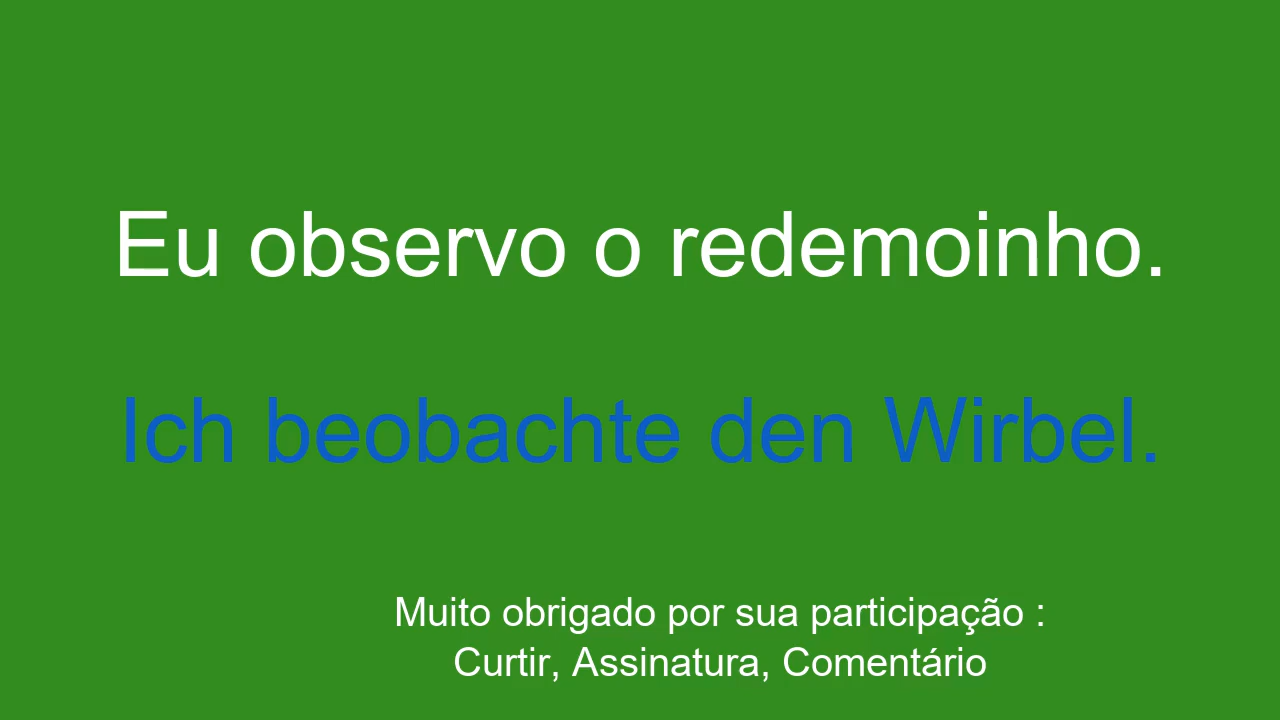 Eu observo o redemoinho.
Ich beobachte den Wirbel.
Muito obrigado por sua participação :
Curtir, Assinatura, Comentário